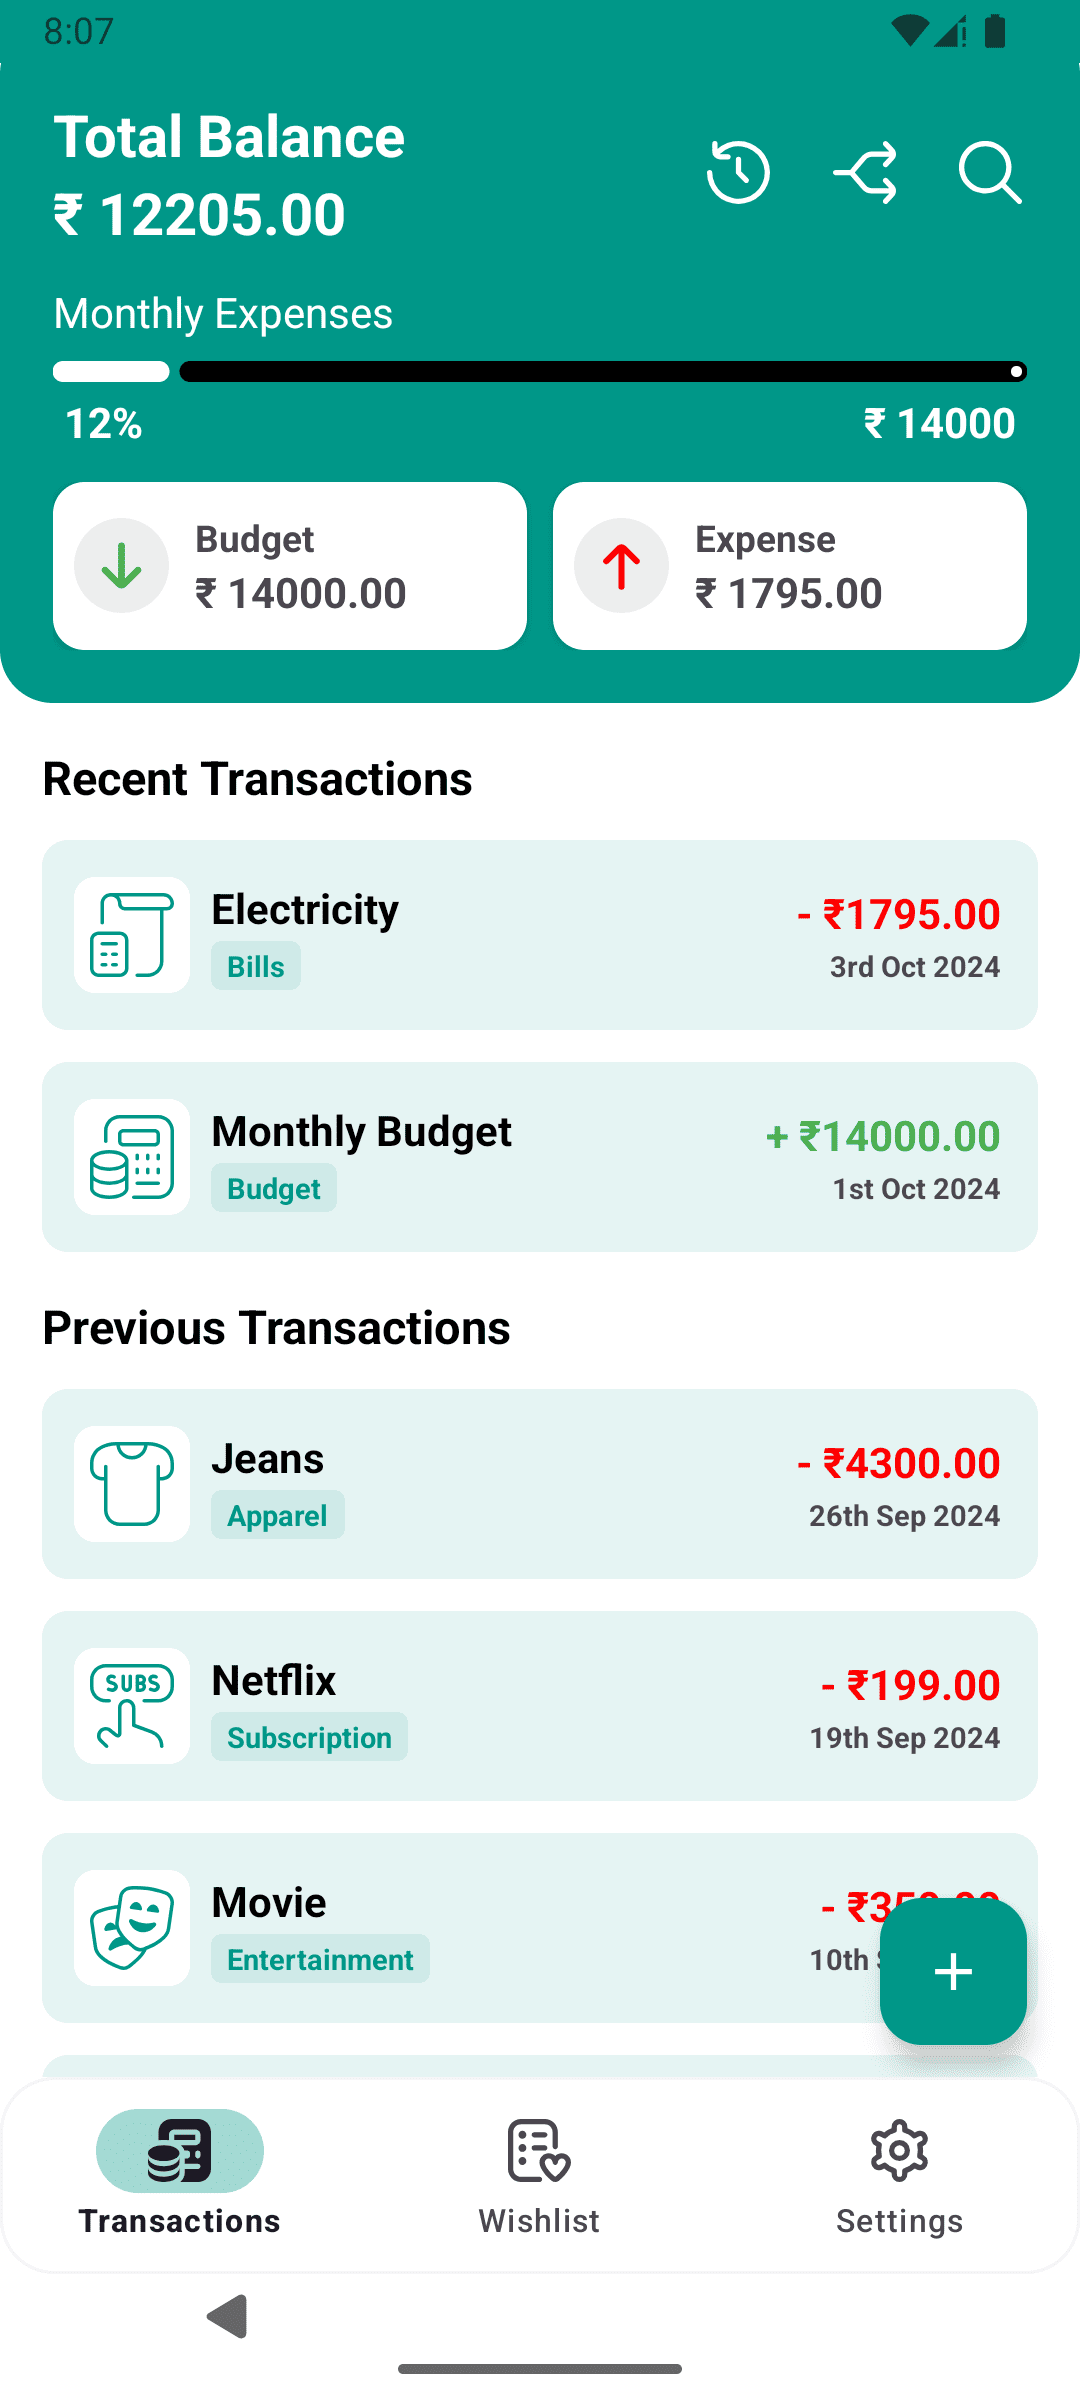 8:07
Total Balance
₹ 12205.00
Monthly Expenses
12%
₹ 14000
Budget
₹ 14000.00
Expense
₹ 1795.00
Recent Transactions
Electricity
- ₹1795.00
Bills
3rd Oct 2024
Monthly Budget
+ ₹14000.00
Budget
1st Oct 2024
Previous Transactions
Jeans
- ₹4300.00
Apparel
26th Sep 2024
SUBS
Netflix
- ₹199.00
Subscription
19th Sep 2024
Movie
Entertainment
10th
Transactions
Wishlist
Settings